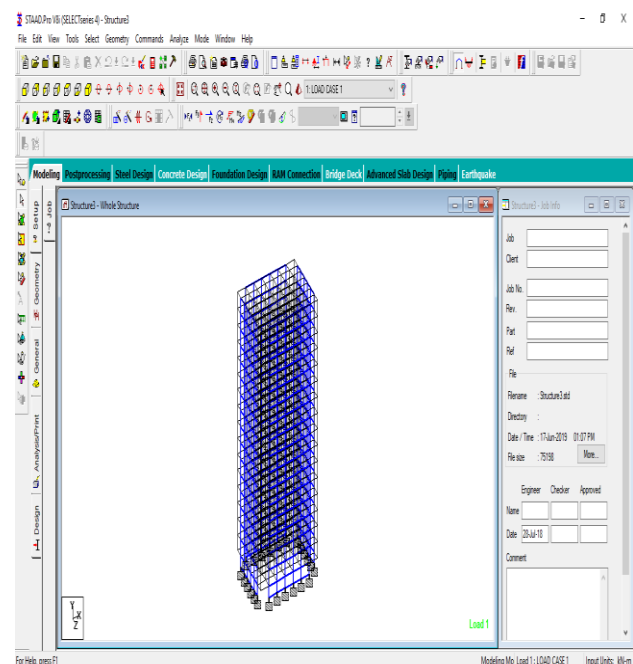 STAAD.Pro V8i (SELECTseries 4) - Structure3
File Edit View Tools Select Geometry Commands Analyze Mode Window Help
1: LOAD CASE 1
Modeling Postprocessing Steel Design Concrete Design Foundation Design RAM Connection Bridge Deck Advanced Slab Design Piping Earthquake
Setup
Job
Geometry
General
Analysis/Print
Design
Structure3 - Whole Structure
Y
X
Z
Load 1
Structure3 - Job Info
Job
Client
Job No.
Rev.
Part
Ref
File
Filename : Structure3.std
Directory :
Date / Time : 17-Jun-2019 01:07 PM
File size : 75198 More...
Engineer Checker Approved
Name
Date 28-Jul-18
Comment
For Help, press F1
Modeling Mo Load 1 : LOAD CASE 1 Input Units: kN-m